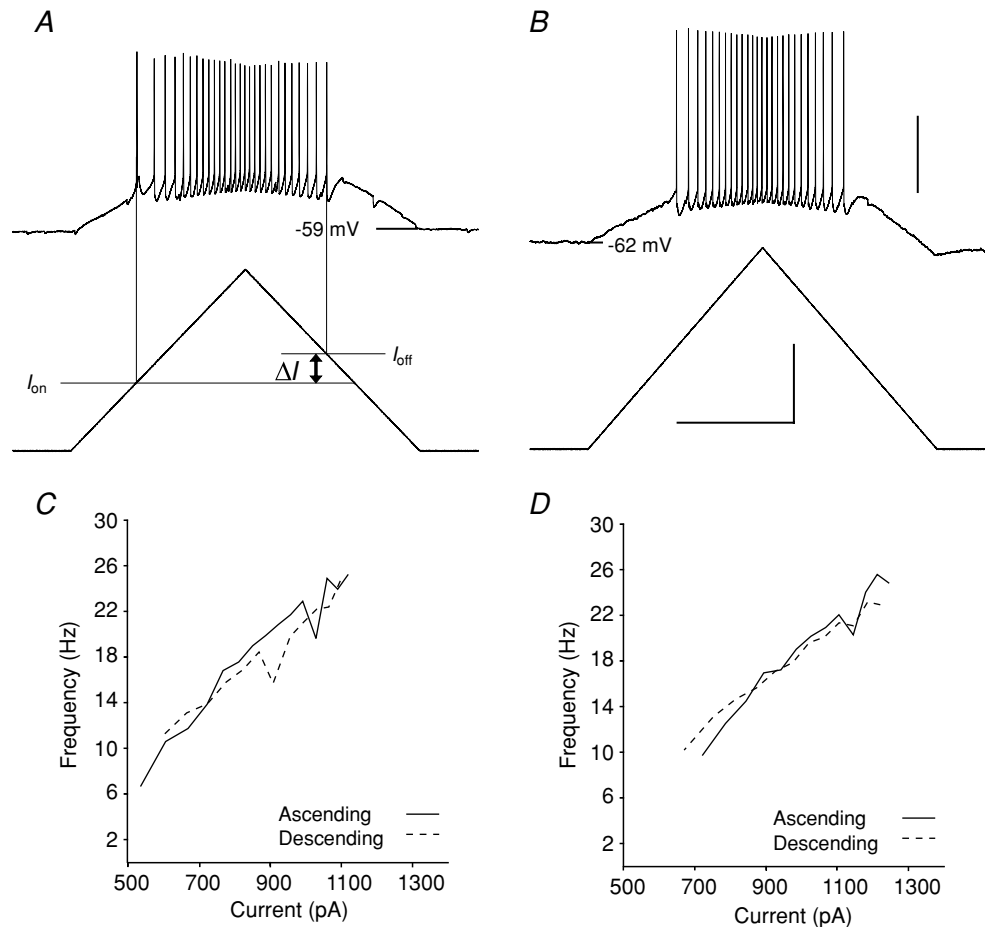 A
B
-59 mV
-62 mV
Ioff
ΔI
Ion
C
30
26
22
18
14
10
6
2
Frequency (Hz)
Ascending
Descending
500 700 900 1100 1300
Current (pA)
D
30
26
22
18
14
10
6
2
Frequency (Hz)
Ascending
Descending
500 700 900 1100 1300
Current (pA)